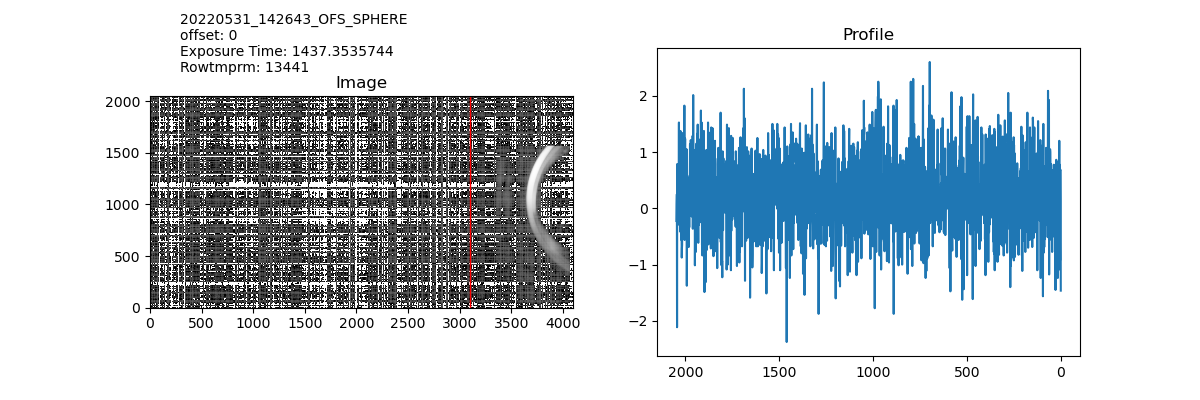 20220531_142643_OFS_SPHERE
offset: 0
Exposure Time: 1437.3535744
Rowtmprm: 13441
Image
2000
1500
1000
500
0
0 500 1000 1500 2000 2500 3000 3500 4000
Profile
2
1
0
−1
−2
2000 1500 1000 500 0